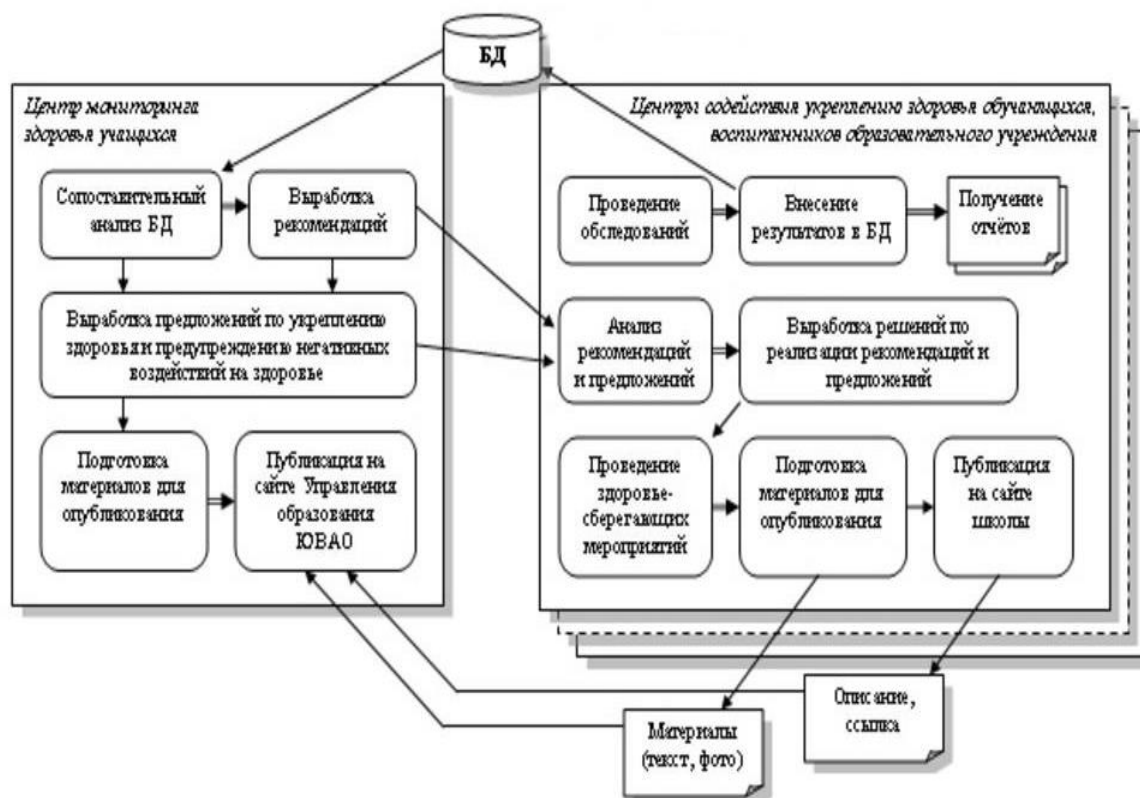 БД
Центр мониторинга
здоровья учащихся
Сопоставительный
анализ БД
Выработка
рекомендаций
Выработка предложений по укреплению
здоровья и предупреждению негативных
воздействий на здоровье
Подготовка
материалов для
опубликования
Публикация на
сайте Управления
образования
ЮВАО
Центры содействия укреплению здоровья обучающихся,
воспитанников образовательного учреждения
Проведение
обследований
Внесение
результатов в БД
Получение
отчётов
Анализ
рекомендаций
и предложений
Выработка решений по
реализации рекомендаций и
предложений
Проведение
здоровье-
сберегающих
мероприятий
Подготовка
материалов для
опубликования
Публикация
на сайте
школы
Материалы
(текст, фото)
Описание,
ссылка